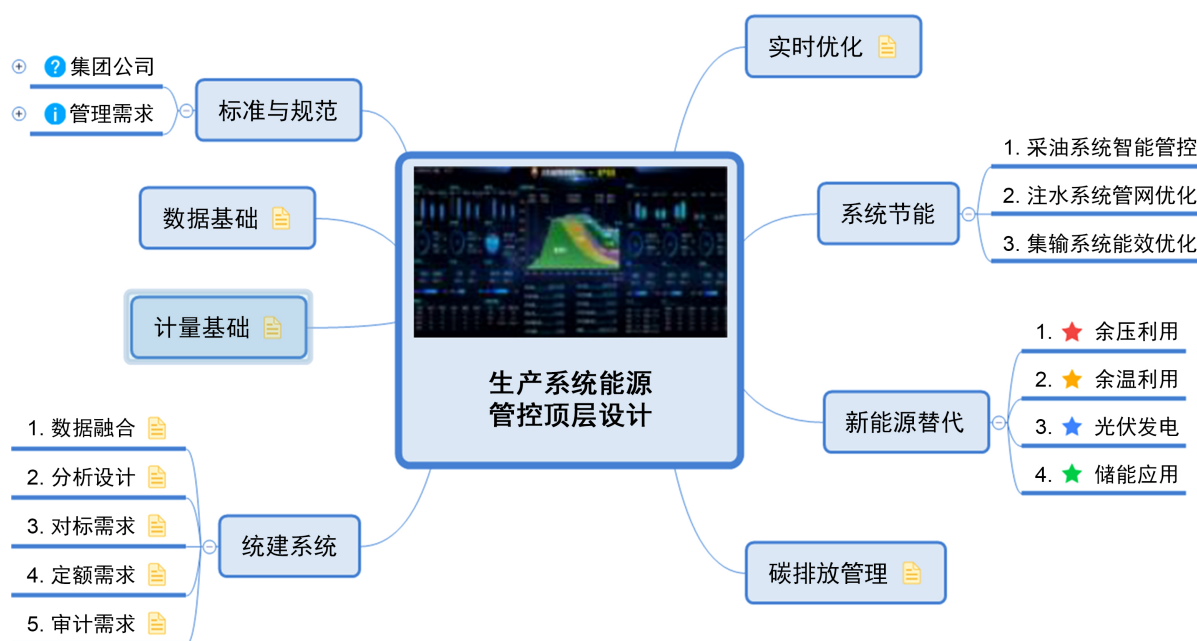 实时优化
集团公司
管理需求
标准与规范
1. 采油系统智能管控
2. 注水系统管网优化
3. 集输系统能效优化
系统节能
数据基础
计量基础
生产系统能源
管控顶层设计
1. 余压利用
2. 余温利用
3. 光伏发电
4. 储能应用
新能源替代
1. 数据融合
2. 分析设计
3. 对标需求
4. 定额需求
5. 审计需求
统建系统
碳排放管理